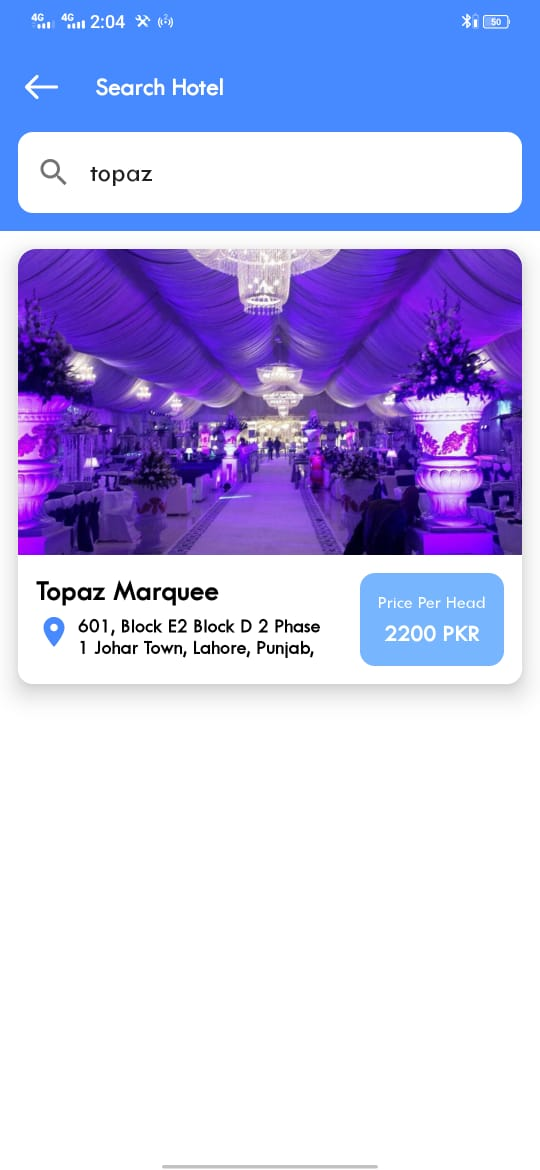 4G 4G 2:04 50
Search Hotel
topaz
Topaz Marquee
601, Block E2 Block D 2 Phase
1 Johar Town, Lahore, Punjab,
Price Per Head
2200 PKR